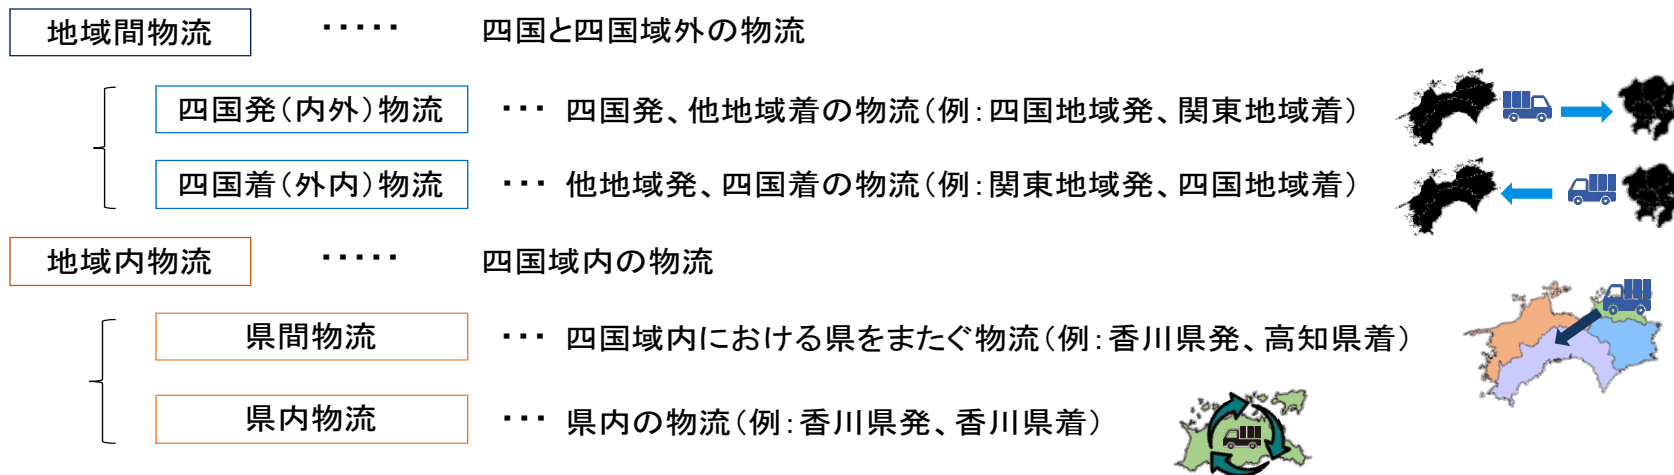 地域間物流 ・・・・・ 四国と四国域外の物流
四国発(内外)物流 ・・・ 四国発、他地域着の物流(例:四国地域発、関東地域着)
四国着(外内)物流 ・・・ 他地域発、四国着の物流(例:関東地域発、四国地域着)
地域内物流 ・・・・・ 四国域内の物流
県間物流 ・・・ 四国域内における県をまたぐ物流(例:香川県発、高知県着)
県内物流 ・・・ 県内の物流(例:香川県発、香川県着)